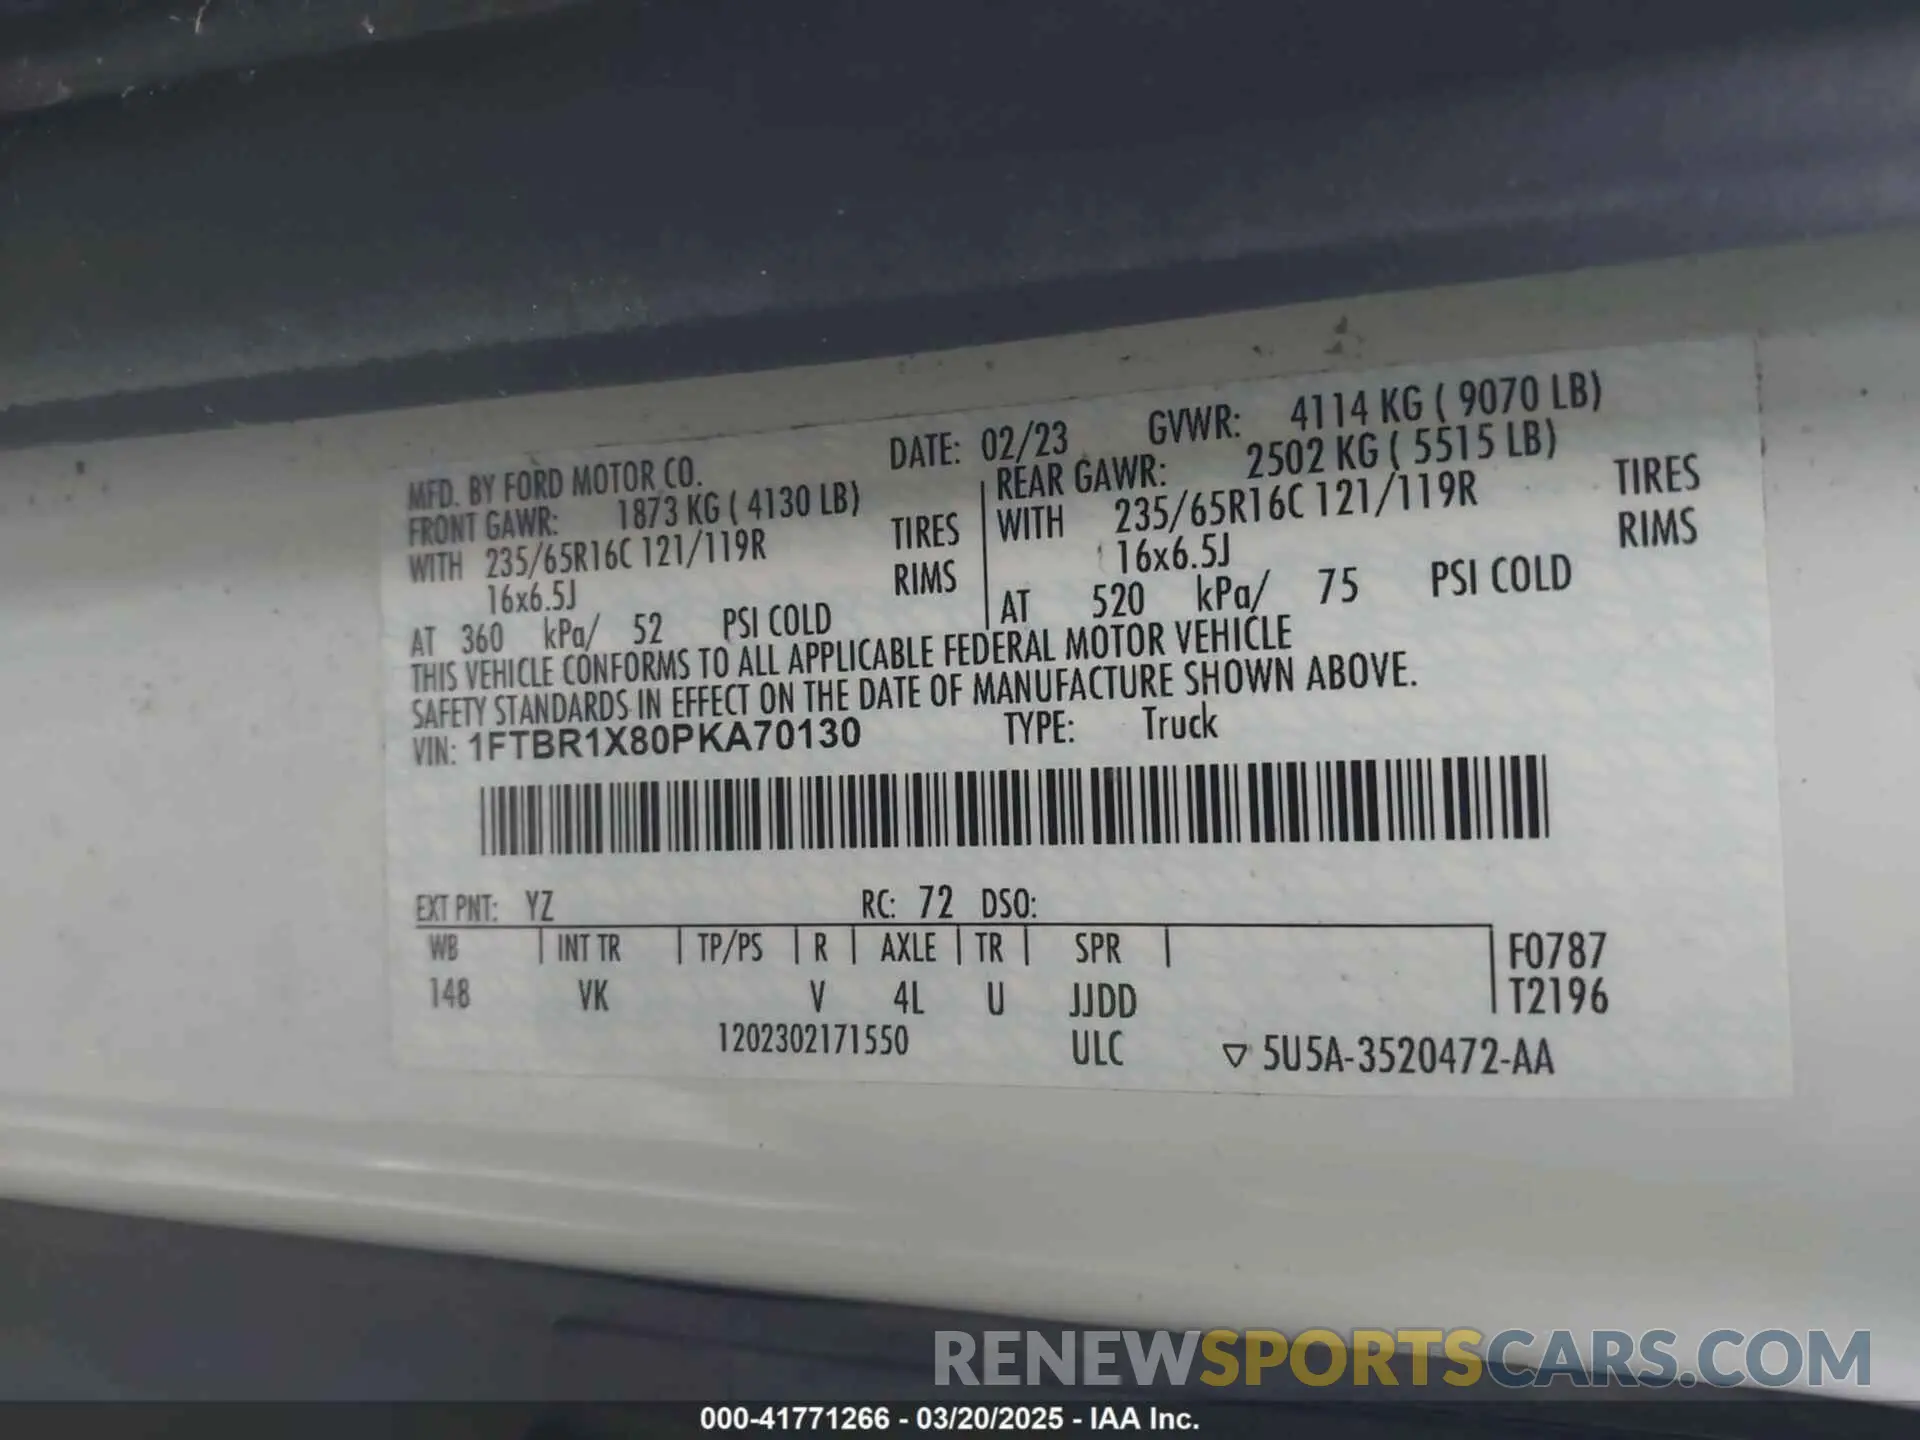 MFD. BY FORD MOTOR CO. DATE: 02/23 GVWR: 4114 KG ( 9070 LB)
FRONT GAWR: 1873 KG ( 4130 LB) REAR GAWR: 2502 KG ( 5515 LB)
WITH 235/65R16C 121/119R TIRES WITH 235/65R16C 121/119R TIRES
16x6.5J RIMS 16x6.5J RIMS
AT 360 kPa/ 52 PSI COLD AT 520 kPa/ 75 PSI COLD
THIS VEHICLE CONFORMS TO ALL APPLICABLE FEDERAL MOTOR VEHICLE
SAFETY STANDARDS IN EFFECT ON THE DATE OF MANUFACTURE SHOWN ABOVE.
VIN: 1FTBR1X80PKA70130 TYPE: Truck
EXT PNT: YZ RC: 72 DSO:
WB INT TR TP/PS R AXLE TR SPR F0787
148 VK V 4L U JJDD T2196
1202302171550 ULC ▽ 5U5A-3520472-AA
RENEWSPORTSCARS.COM
000-41771266 - 03/20/2025 - IAA Inc.